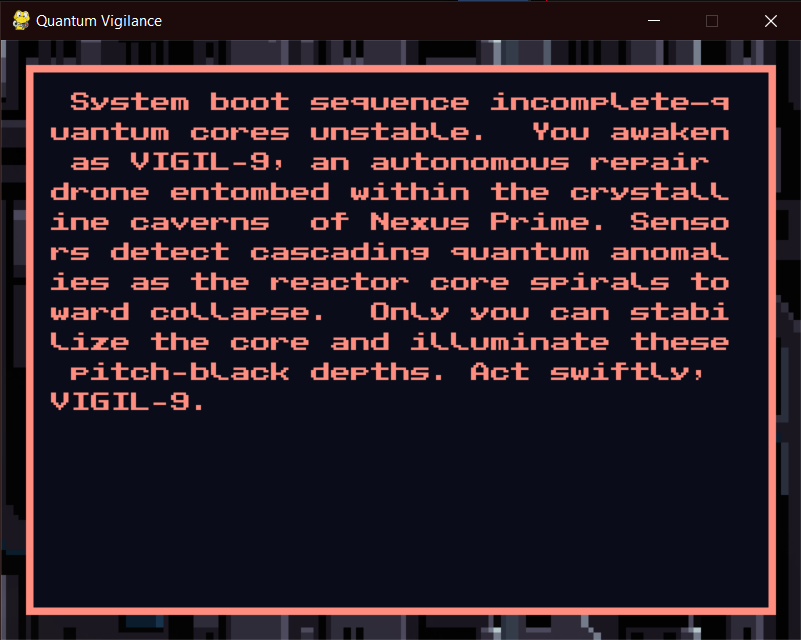 Quantum Vigilance
System boot sequence incomplete—q
uantum cores unstable.  You awaken
as VIGIL-9, an autonomous repair
drone entombed within the crystall
ine caverns  of Nexus Prime. Senso
rs detect cascading quantum anomal
ies as the reactor core spirals to
ward collapse.  Only you can stabi
lize the core and illuminate these
pitch-black depths. Act swiftly,
VIGIL-9.